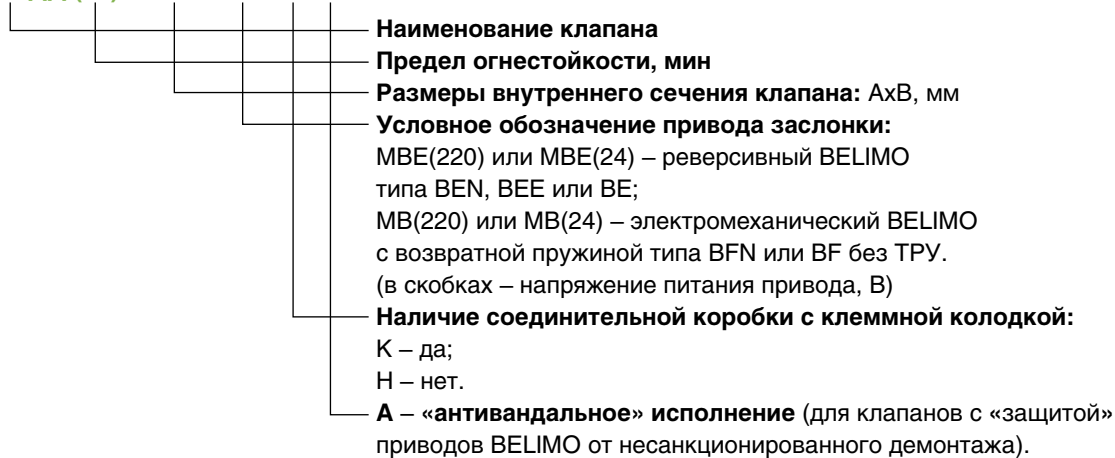 Наименование клапана
Предел огнестойкости, мин
Размеры внутреннего сечения клапана: АхВ, мм
Условное обозначение привода заслонки:
МВЕ(220) или МВЕ(24) – реверсивный BELIMO
типа BEN, BEE или BE;
МВ(220) или МВ(24) – электромеханический BELIMO
с возвратной пружиной типа BFN или BF без ТРУ.
(в скобках – напряжение питания привода, В)
Наличие соединительной коробки с клеммной колодкой:
К – да;
Н – нет.
А – «антивандальное» исполнение (для клапанов с «защитой»
приводов BELIMO от несанкционированного демонтажа).